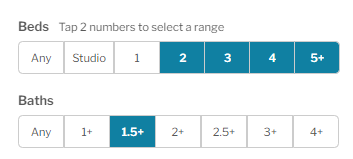 Beds Tap 2 numbers to select a range
Any Studio 1 2 3 4 5+
Baths
Any 1+ 1.5+ 2+ 2.5+ 3+ 4+